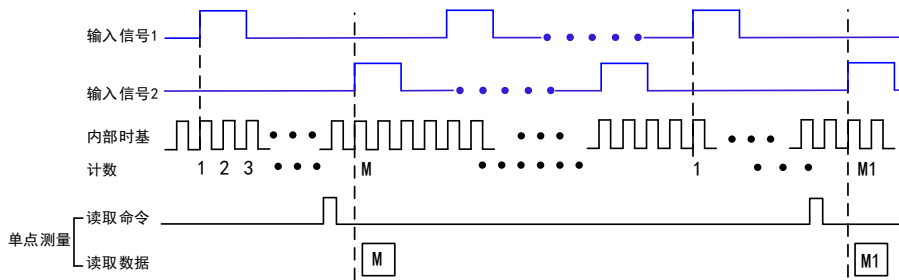 输入信号1
输入信号2
内部时基
计数 1 2 3 M 1 M1
读取命令
单点测量
读取数据 M M1